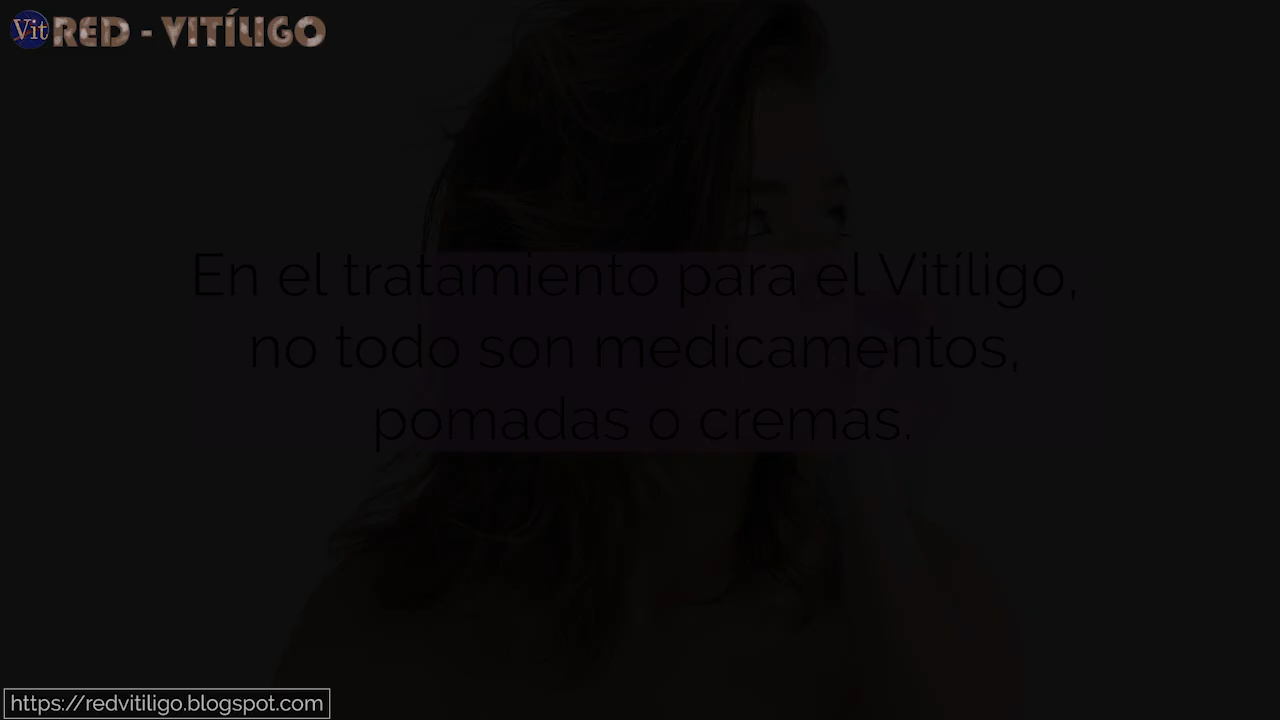 Vit RED - VITÍLIGO
En el tratamiento para el Vitíligo,
no todo son medicamentos,
pomadas o cremas.
https://redvitiligo.blogspot.com